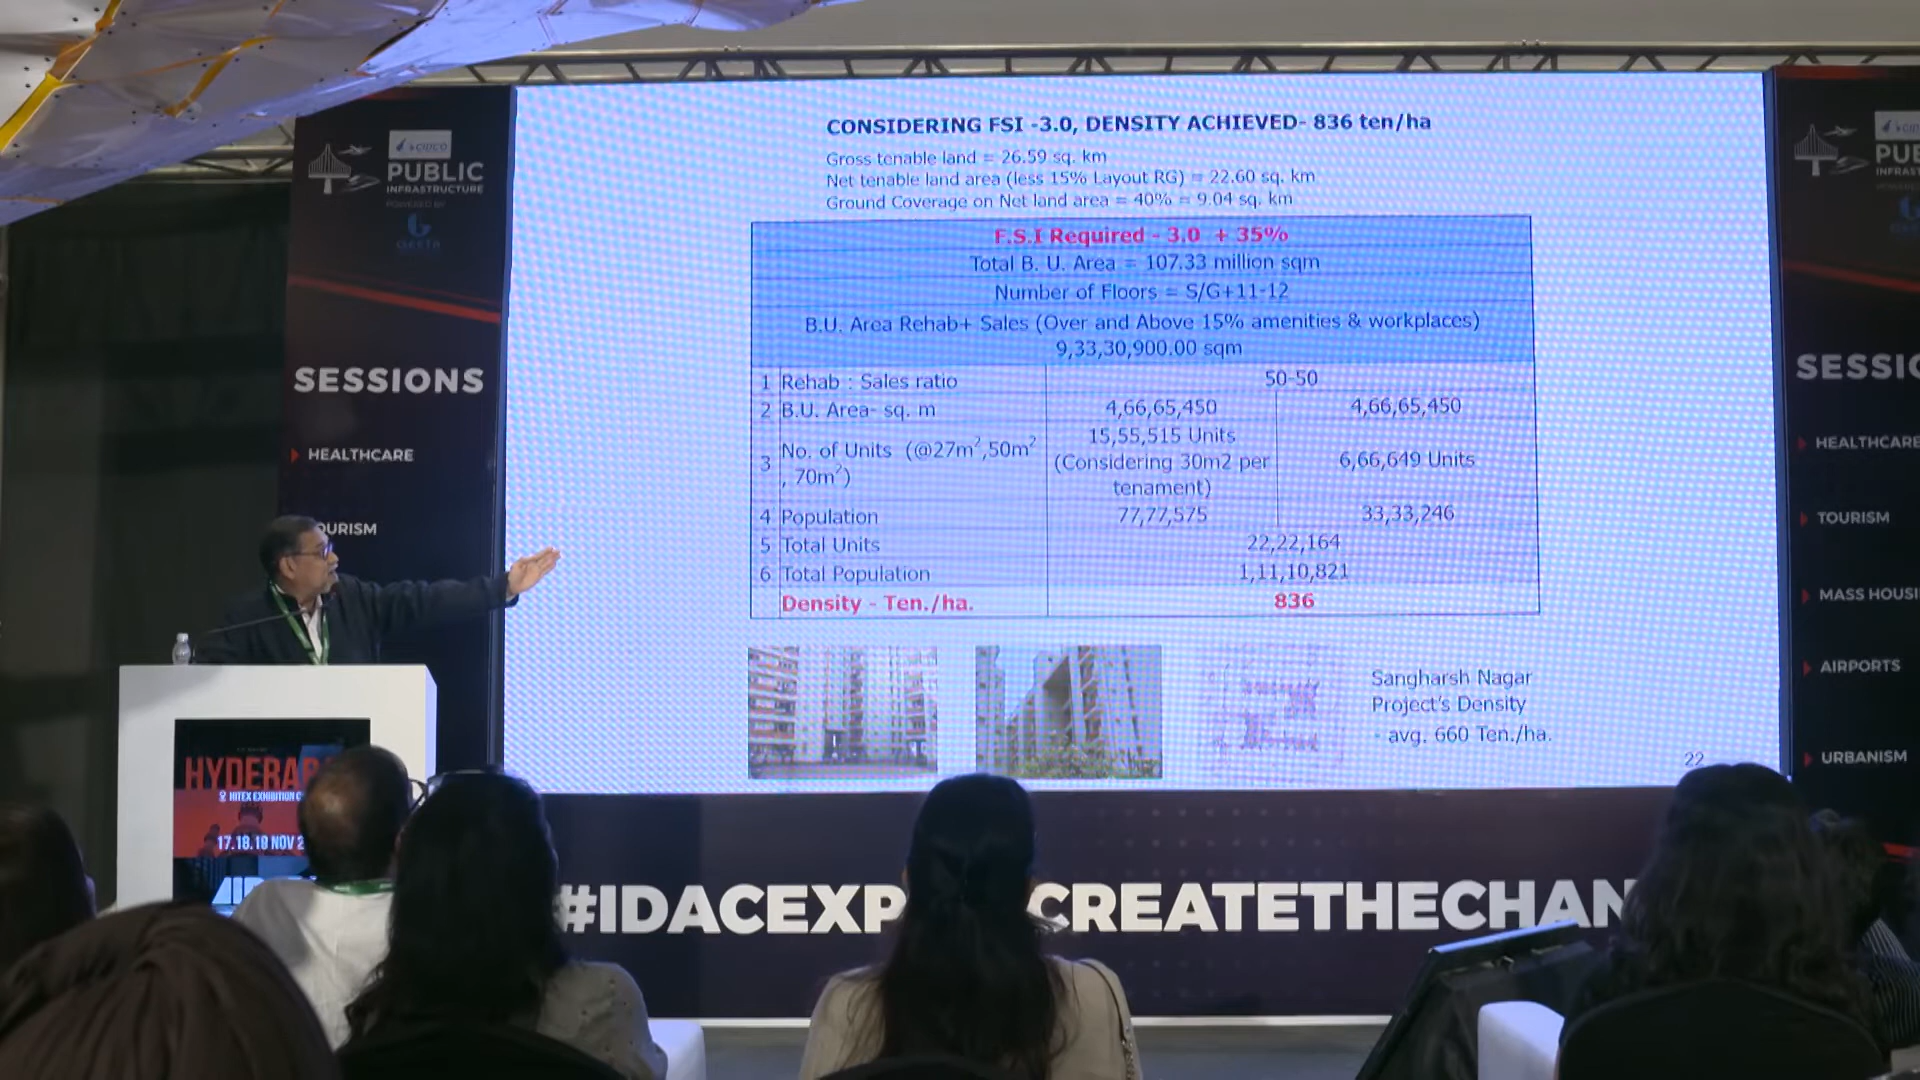 CONSIDERING FSI -3.0, DENSITY ACHIEVED- 836 ten/ha
Gross tenable land = 26.59 sq. km
Net tenable land area (less 15% Layout RG) = 22.60 sq. km
Ground Coverage on Net land area = 40% = 9.04 sq. km
F.S.I Required - 3.0 + 35%
Total B. U. Area = 107.33 million sqm
Number of Floors = S/G+11-12
B.U. Area Rehab+ Sales (Over and Above 15% amenities & workplaces)
9,33,30,900.00 sqm
1 Rehab : Sales ratio 50-50
2 B.U. Area- sq. m 4,66,65,450 4,66,65,450
3 No. of Units (@27m²,50m²
, 70m²)
15,55,515 Units
(Considering 30m2 per
tenament)
6,66,649 Units
4 Population 77,77,575 33,33,246
5 Total Units 22,22,164
6 Total Population 1,11,10,821
Density - Ten./ha. 836
Sangharsh Nagar
Project's Density
- avg. 660 Ten./ha.
22
CIDCO
PUBLIC
INFRASTRUCTURE
POWERED BY
SESSIONS
HEALTHCARE
OURISM
CIDCO
PUB
INFRAST
SESSIO
HEALTHCARE
TOURISM
MASS HOUSI
AIRPORTS
URBANISM
HYDERAB
HITEX EXHIBITION C
17.18.19 NOV 2
#IDACEXP CREATETHECHAN